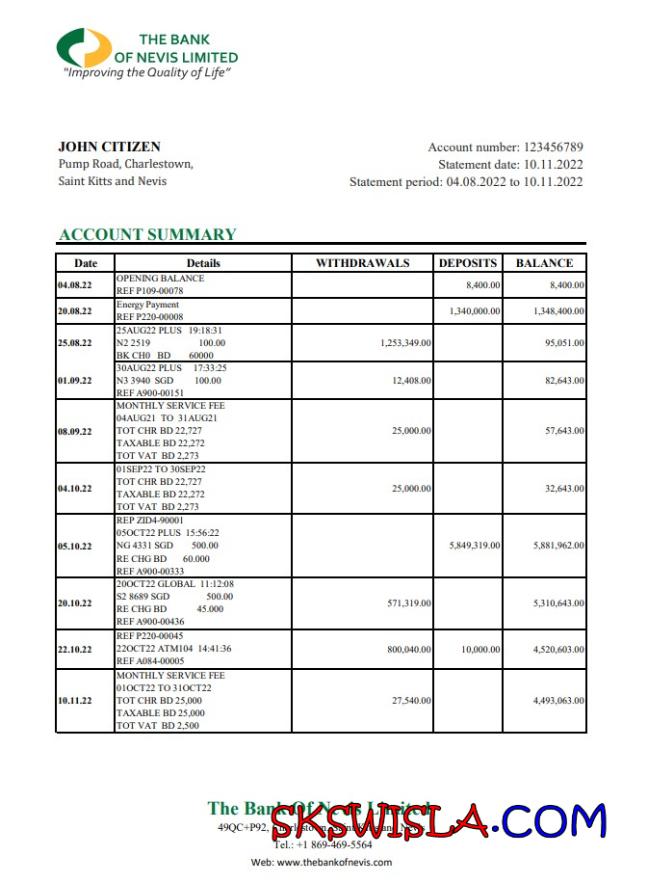 THE BANK
OF NEVIS LIMITED
"Improving the Quality of Life"
JOHN CITIZEN
Pump Road, Charlestown,
Saint Kitts and Nevis
Account number: 123456789
Statement date: 10.11.2022
Statement period: 04.08.2022 to 10.11.2022
ACCOUNT SUMMARY
Date Details WITHDRAWALS DEPOSITS BALANCE
OPENING BALANCE
04.08.22 8,400.00 8,400.00
REF P109-00078
Energy Payment
20.08.22 1,340,000.00 1,348,400.00
REF P220-00008
25AUG22 PLUS 19:18:31
25.08.22 N2 2519 100.00 1,253,349.00 95,051.00
BK CH0 BD 60000
30AUG22 PLUS 17:33:25
01.09.22 N3 3940 SGD 100.00 12,408.00 82,643.00
REF A900-00151
MONTHLY SERVICE FEE
04AUG21 TO 31AUG21
08.09.22 TOT CHR BD 22,727 25,000.00 57,643.00
TAXABLE BD 22,272
TOT VAT BD 2,273
01SEP22 TO 30SEP22
TOT CHR BD 22,727
04.10.22 25,000.00 32,643.00
TAXABLE BD 22,272
TOT VAT BD 2,273
REP ZID4-90001
05OCT22 PLUS 15:56:22
05.10.22 NG 4331 SGD 500.00 5,849,319.00 5,881,962.00
RE CHG BD 60.000
REF A900-00333
20OCT22 GLOBAL 11:12:08
S2 8689 SGD 500.00
20.10.22 571,319.00 5,310,643.00
RE CHG BD 45.000
REF A900-00436
REF P220-00045
22.10.22 22OCT22 ATM104 14:41:36 800,040.00 10,000.00 4,520,603.00
REF A084-00005
MONTHLY SERVICE FEE
01OCT22 TO 31OCT22
10.11.22 TOT CHR BD 25,000 27,540.00 4,493,063.00
TAXABLE BD 25,000
TOT VAT BD 2,500
The Bank Of Nevis Limited
SKSWISLA.COM
49QC+P92, Charlestown, Saint Kitts and Nevis
Tel.: +1 869-469-5564
Web: www.thebankofnevis.com